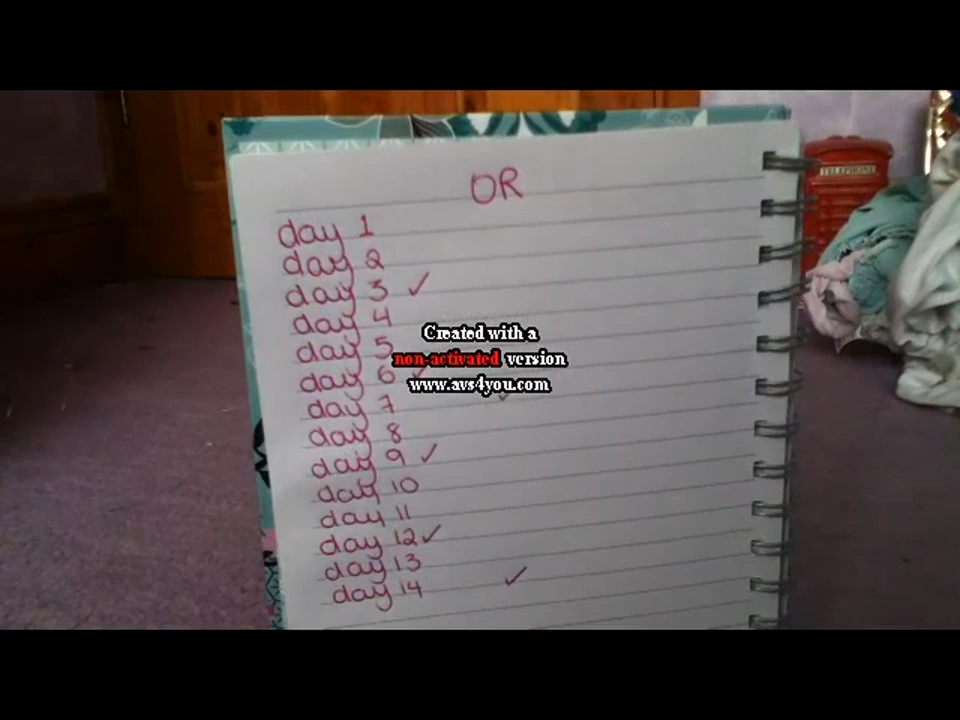 OR
day 1
day 2
day 3 ✓
day 4
day 5
day 6 ✓
day 7 ✓
day 8
day 9 ✓
day 10
day 11
day 12 ✓
day 13
day 14 ✓
TELEPHONE
Created with a
non-activated version
www.avs4you.com